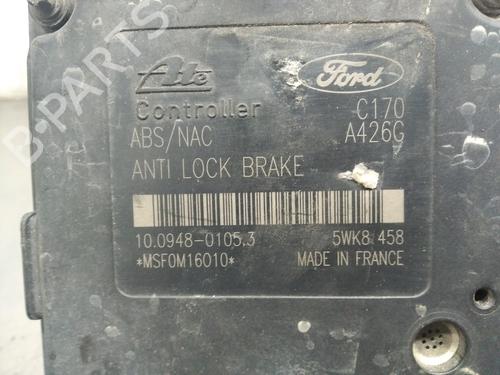 B-PARTS
Ate
Ford
Controller
C170
ABS/NAC
A426G
ANTI LOCK BRAKE
10.0948-0105.3
5WK8 458
*MSF0M16010*
MADE IN FRANCE